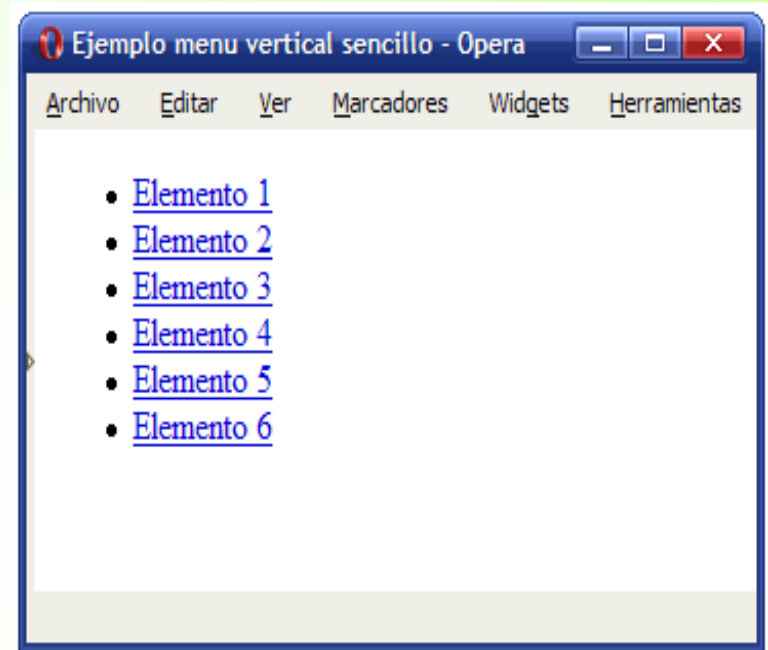 Ejemplo menu vertical sencillo - Opera
Archivo Editar Ver Marcadores Widgets Herramientas
Elemento 1
Elemento 2
Elemento 3
Elemento 4
Elemento 5
Elemento 6